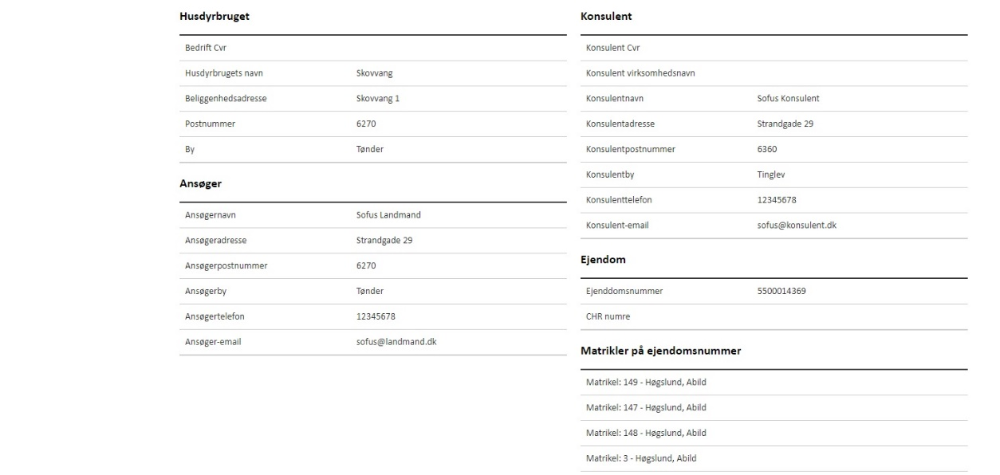 Husdyrbruget
Bedrift Cvr
Husdyrbrugets navn Skovvang
Beliggenhedsadresse Skovvang 1
Postnummer 6270
By Tønder
Ansøger
Ansøgernavn Sofus Landmand
Ansøgeradresse Strandgade 29
Ansøgerpostnummer 6270
Ansøgerby Tønder
Ansøgertelefon 12345678
Ansøger-email sofus@landmand.dk
Konsulent
Konsulent Cvr
Konsulent virksomhedsnavn
Konsulentnavn Sofus Konsulent
Konsulentadresse Strandgade 29
Konsulentpostnummer 6360
Konsulentby Tinglev
Konsulenttelefon 12345678
Konsulent-email sofus@konsulent.dk
Ejendom
Ejenddomsnummer 5500014369
CHR numre
Matrikler på ejendomsnummer
Matrikel: 149 - Høgslund, Abild
Matrikel: 147 - Høgslund, Abild
Matrikel: 148 - Høgslund, Abild
Matrikel: 3 - Høgslund, Abild